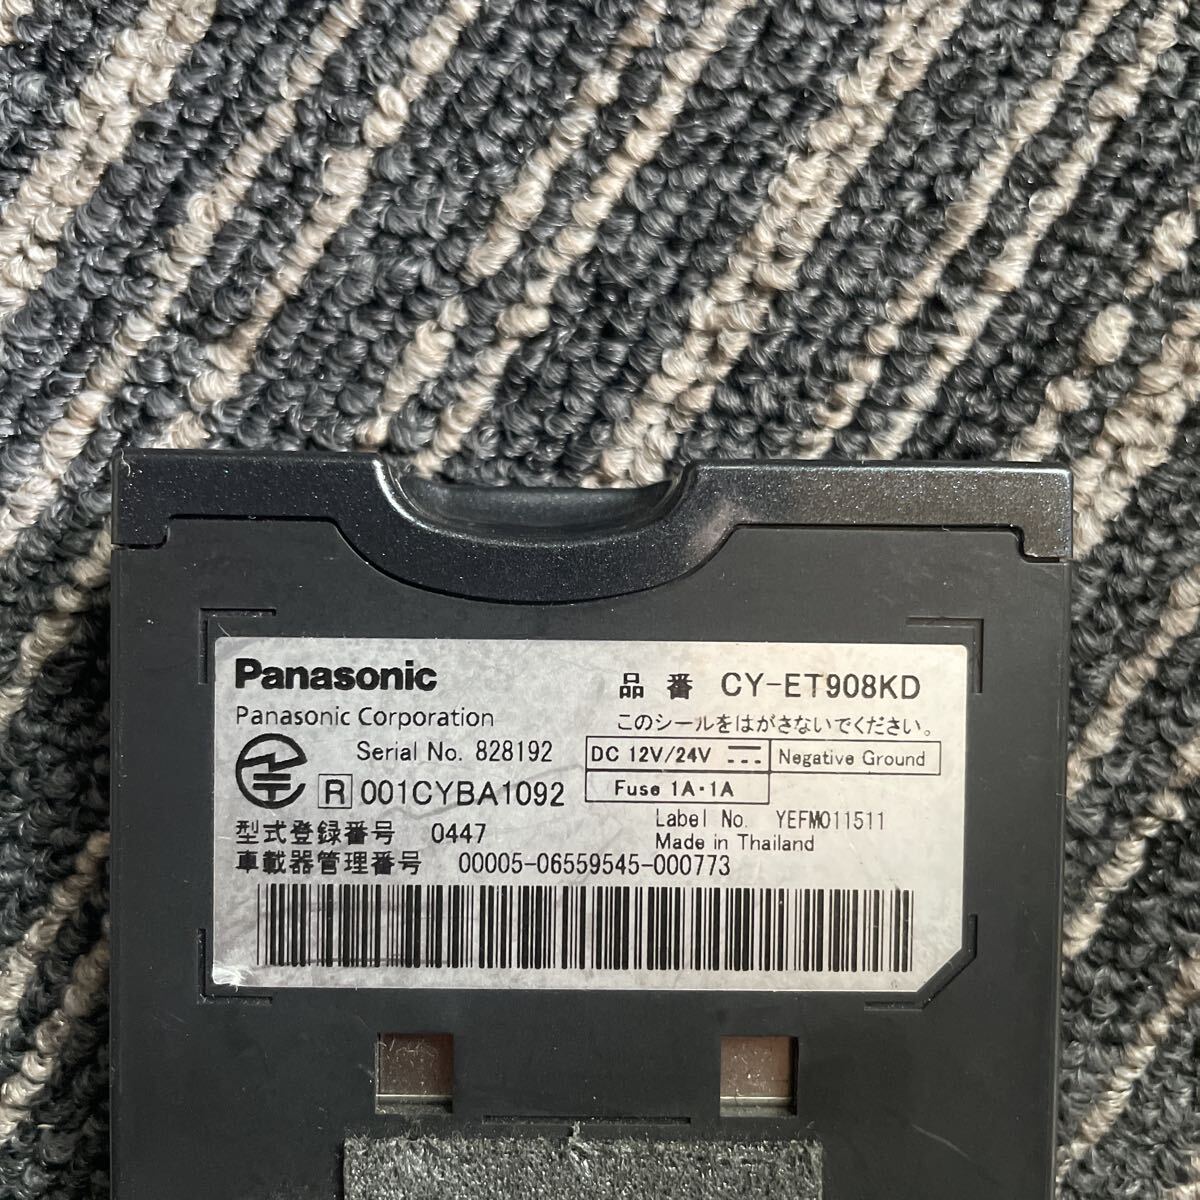 Panasonic
Panasonic Corporation
品番 CY-ET908KD
このシールをはがさないでください。
Serial No. 828192
DC 12V/24V
Negative Ground
R 001CYBA1092
Fuse 1A・1A
Label No. YEFM011511
型式登録番号 0447
Made in Thailand
車載器管理番号 00005-06559545-000773